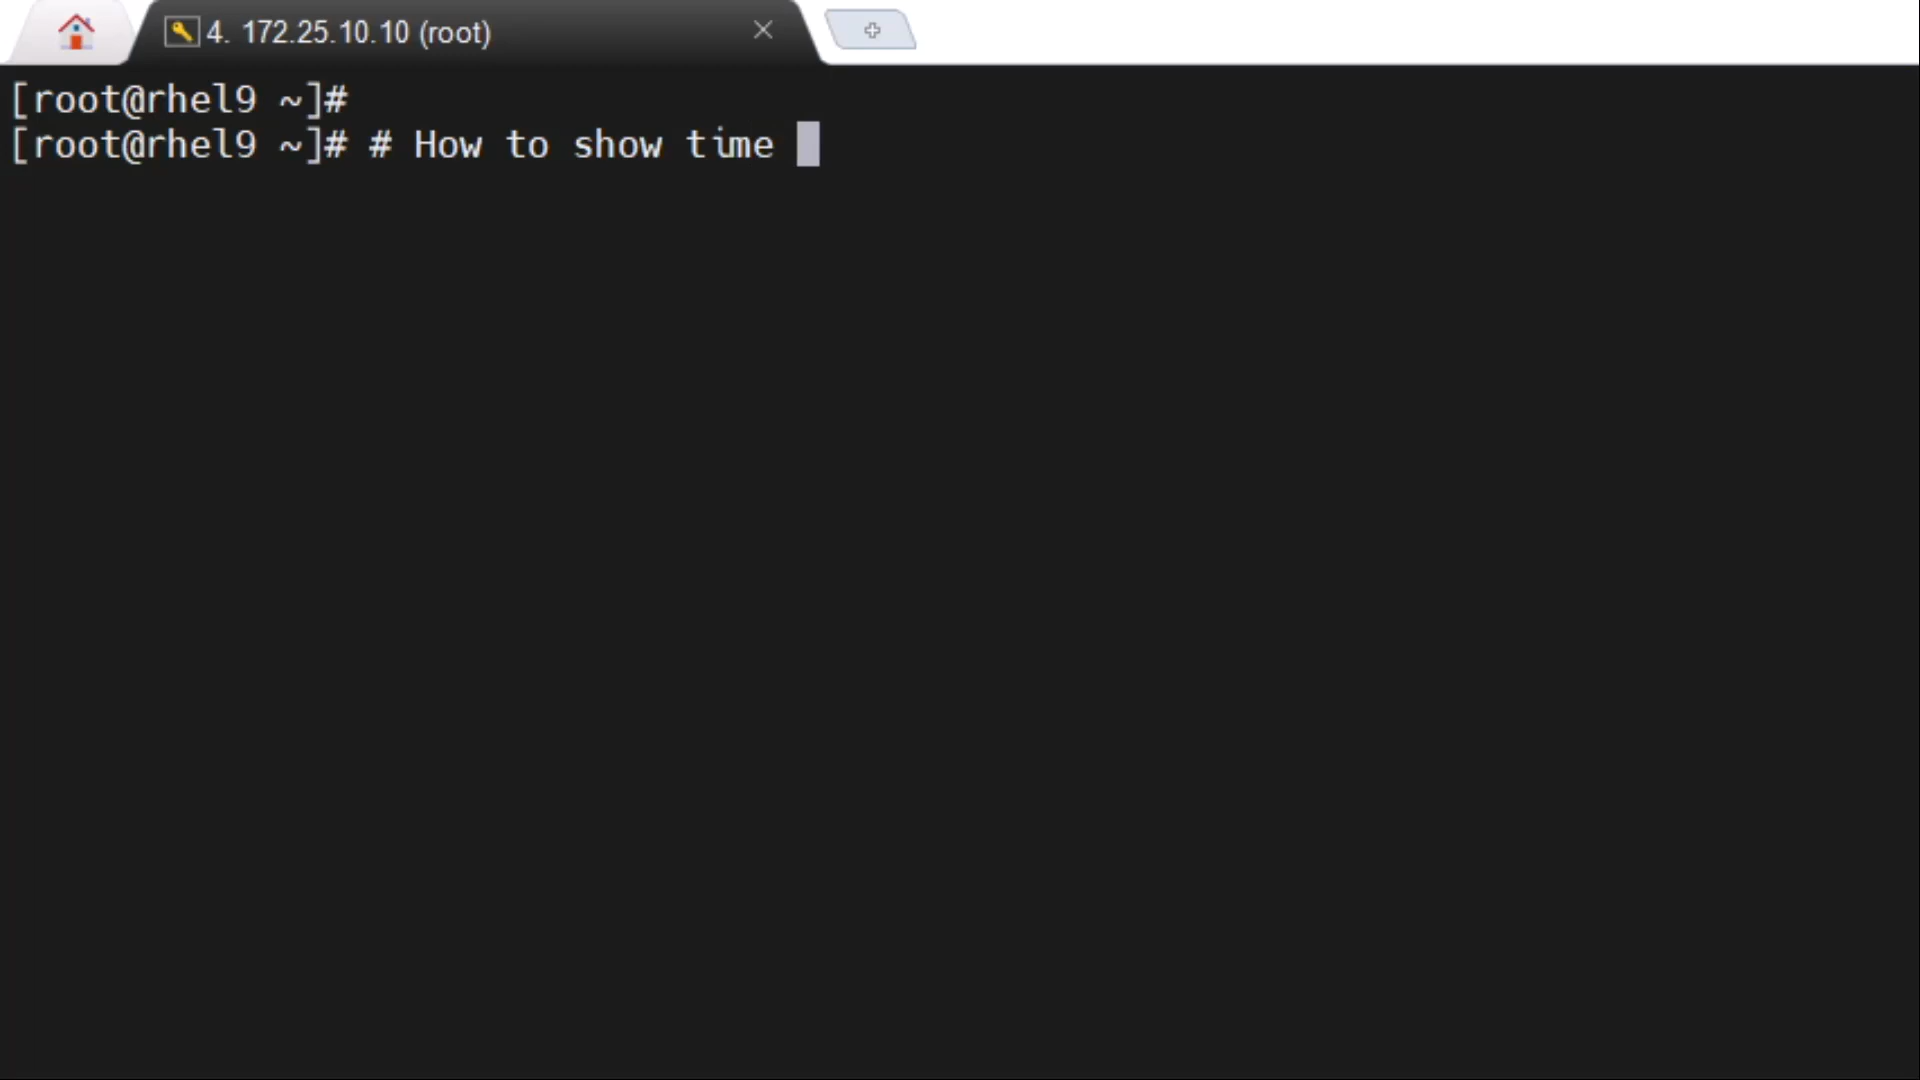 4. 172.25.10.10 (root)
[root@rhel9 ~]#
[root@rhel9 ~]# # How to show time